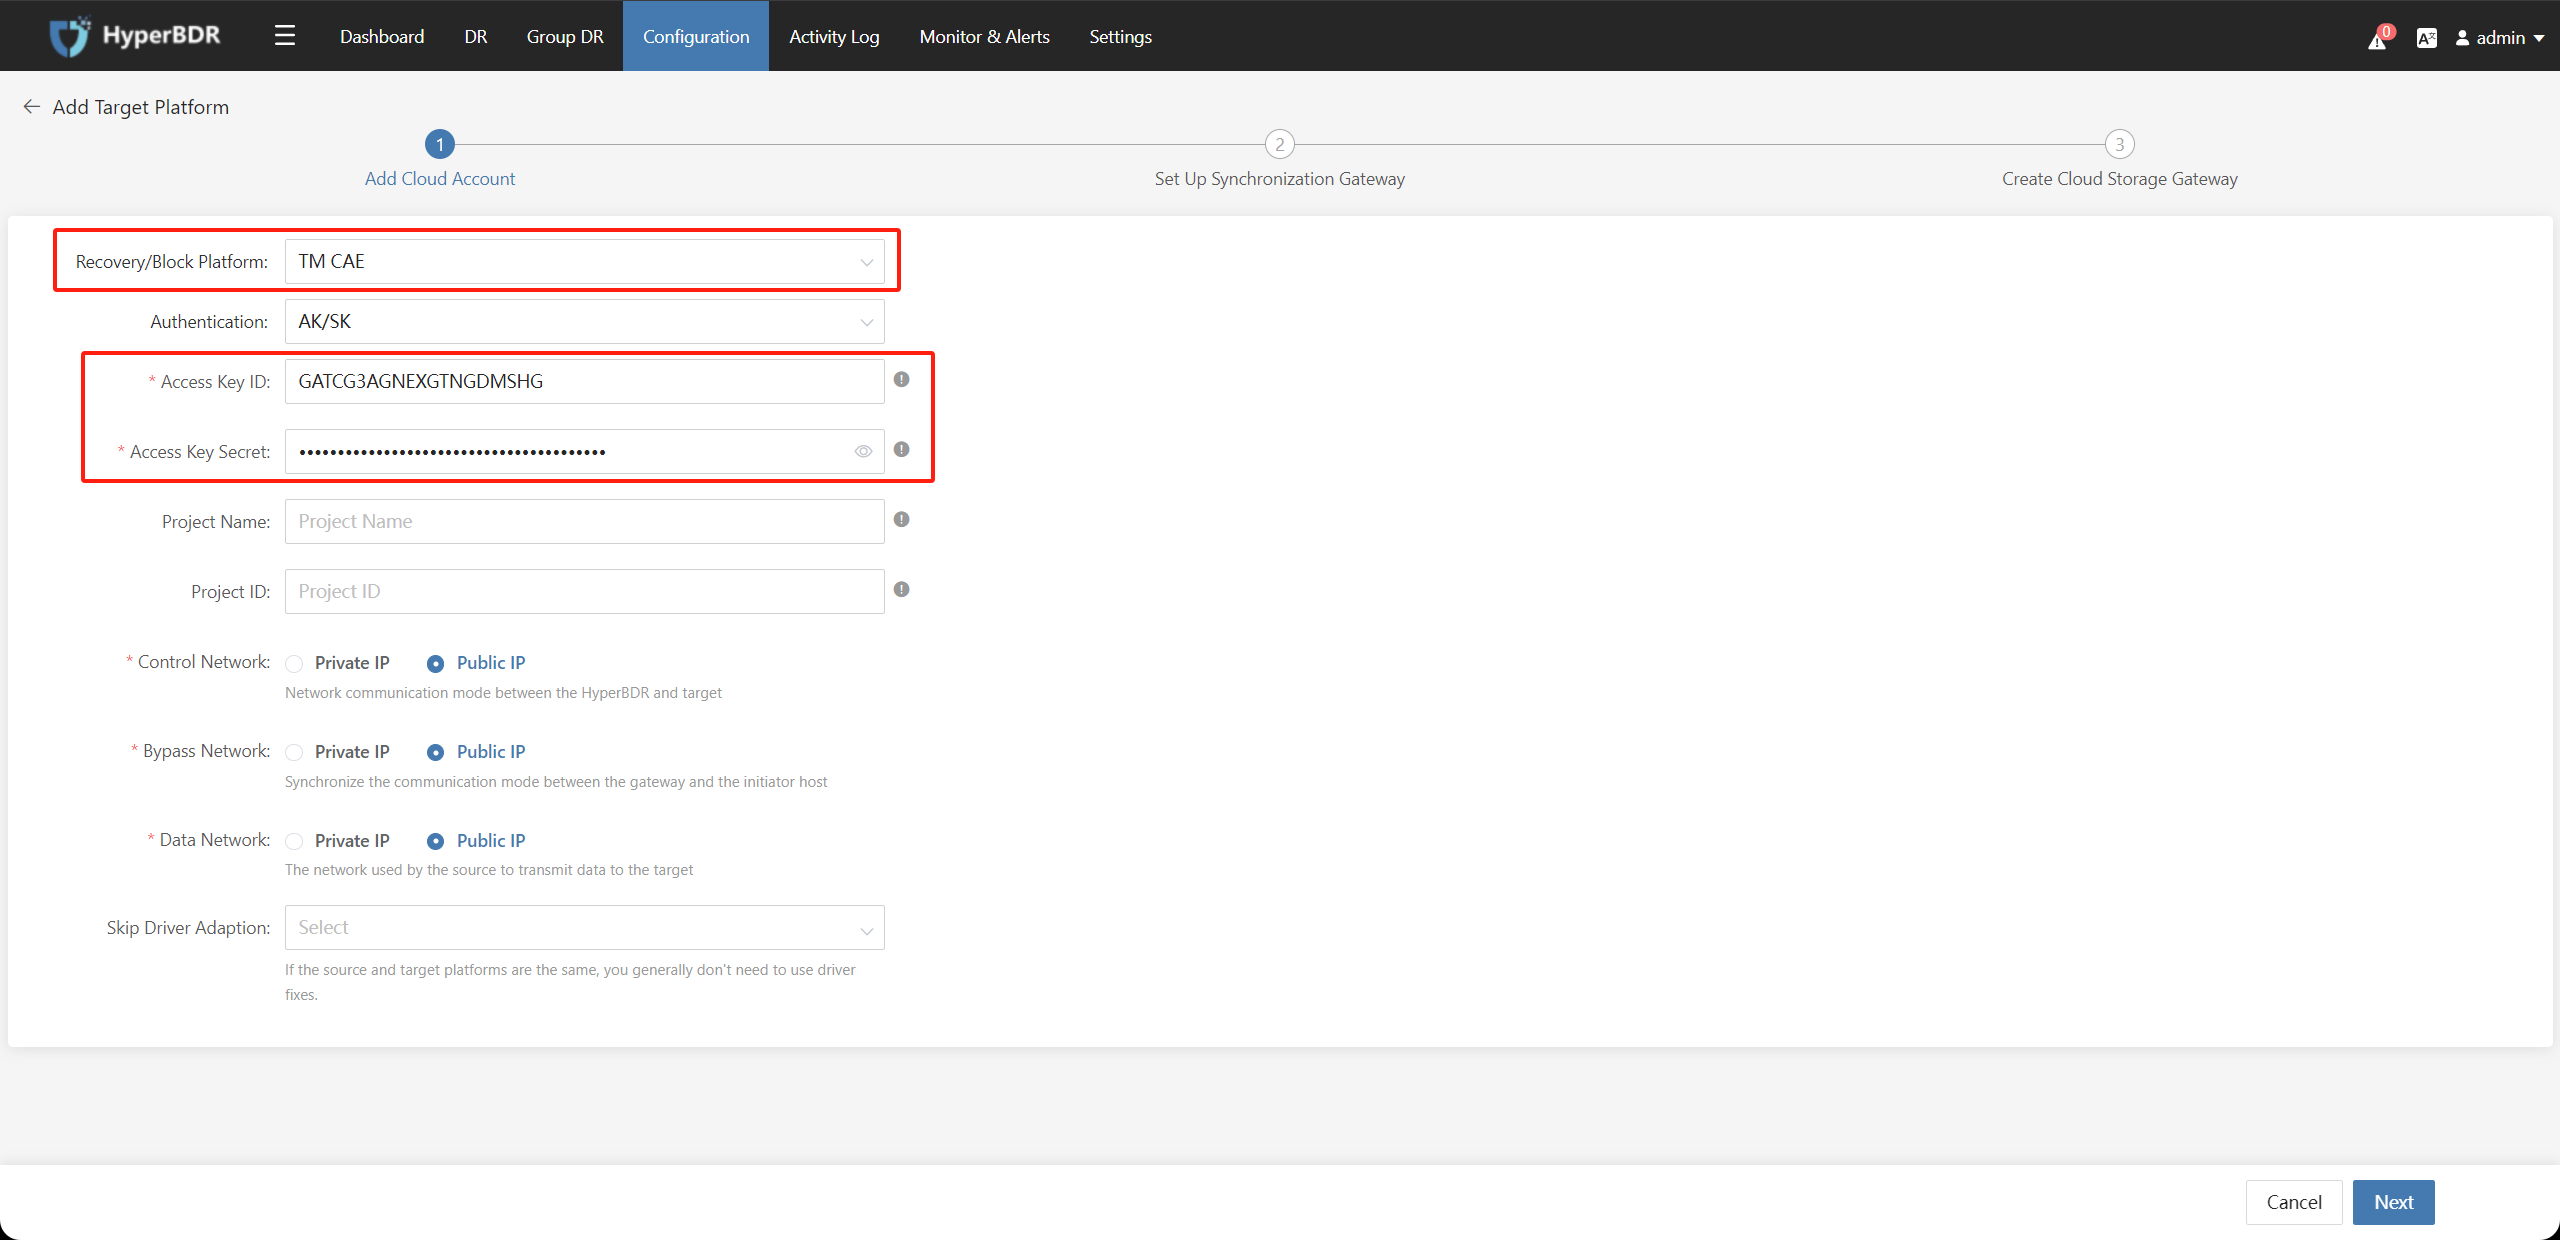 HyperBDR
Dashboard DR Group DR Configuration Activity Log Monitor & Alerts Settings
0 admin
Add Target Platform
1 2 3
Add Cloud Account Set Up Synchronization Gateway Create Cloud Storage Gateway
Recovery/Block Platform: TM CAE
Authentication: AK/SK
* Access Key ID: GATCG3AGNEXGTNGDMSHG
* Access Key Secret: ••••••••••••••••••••••••••••••••••••••••
Project Name: Project Name
Project ID: Project ID
* Control Network: Private IP Public IP
Network communication mode between the HyperBDR and target
* Bypass Network: Private IP Public IP
Synchronize the communication mode between the gateway and the initiator host
* Data Network: Private IP Public IP
The network used by the source to transmit data to the target
Skip Driver Adaption: Select
If the source and target platforms are the same, you generally don't need to use driver
fixes.
Cancel Next